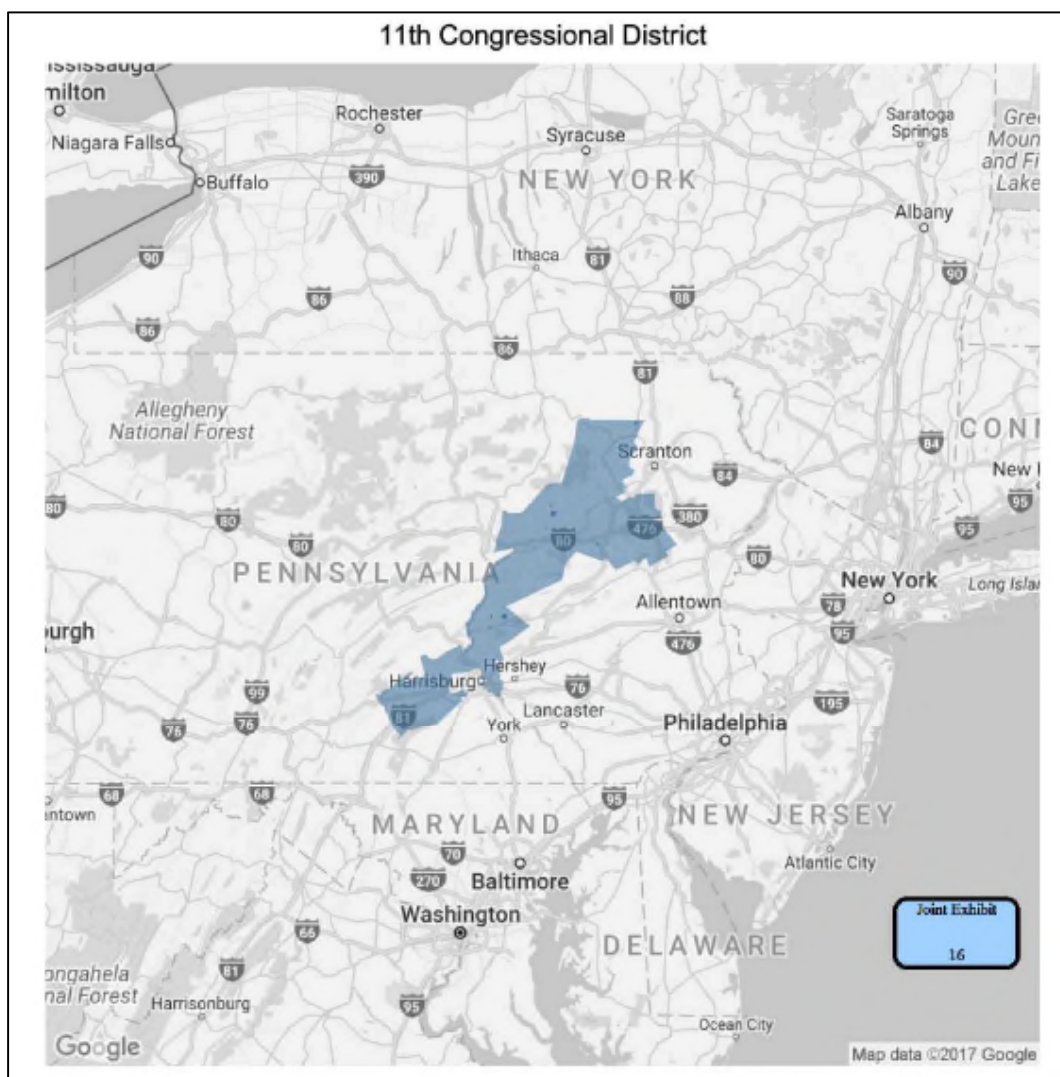 11th Congressional District
ississauga
milton
Rochester
Niagara Falls
Syracuse
Saratoga
Springs
Gree
Moun
and Fi
Lake
390
NEW YORK
Buffalo
Albany
Ithaca
81
90
90
86
88
86
86
81
Allegheny
National Forest
CONN
84
Scranton
84
New H
95
80
80
476
380
95
80
80
80
PENNSYLVANIA
New York
Long Islan
Allentown
78
95
burgh
476
Hershey
Harrisburg
76
99
195
81
Lancaster
76
76
York
Philadelphia
68
68
95
antown
MARYLAND
NEW JERSEY
70
Atlantic City
270
Baltimore
Washington
66
DELAWARE
Joint Exhibit
16
81
ongahela
nal Forest
Harrisonburg
95
Ocean City
Google
Map data ©2017 Google